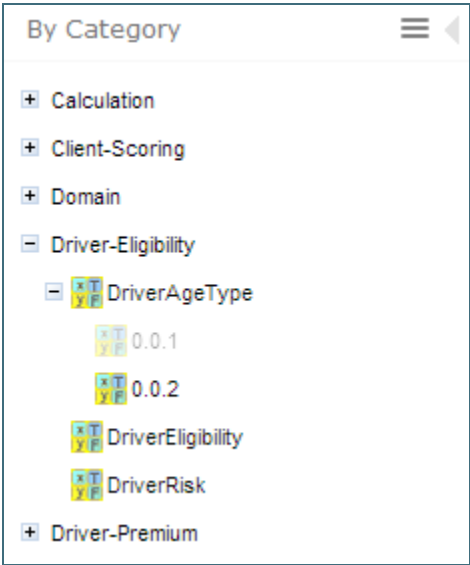 By Category
Calculation
Client-Scoring
Domain
Driver-Eligibility
DriverAgeType
0.0.1
0.0.2
DriverEligibility
DriverRisk
Driver-Premium